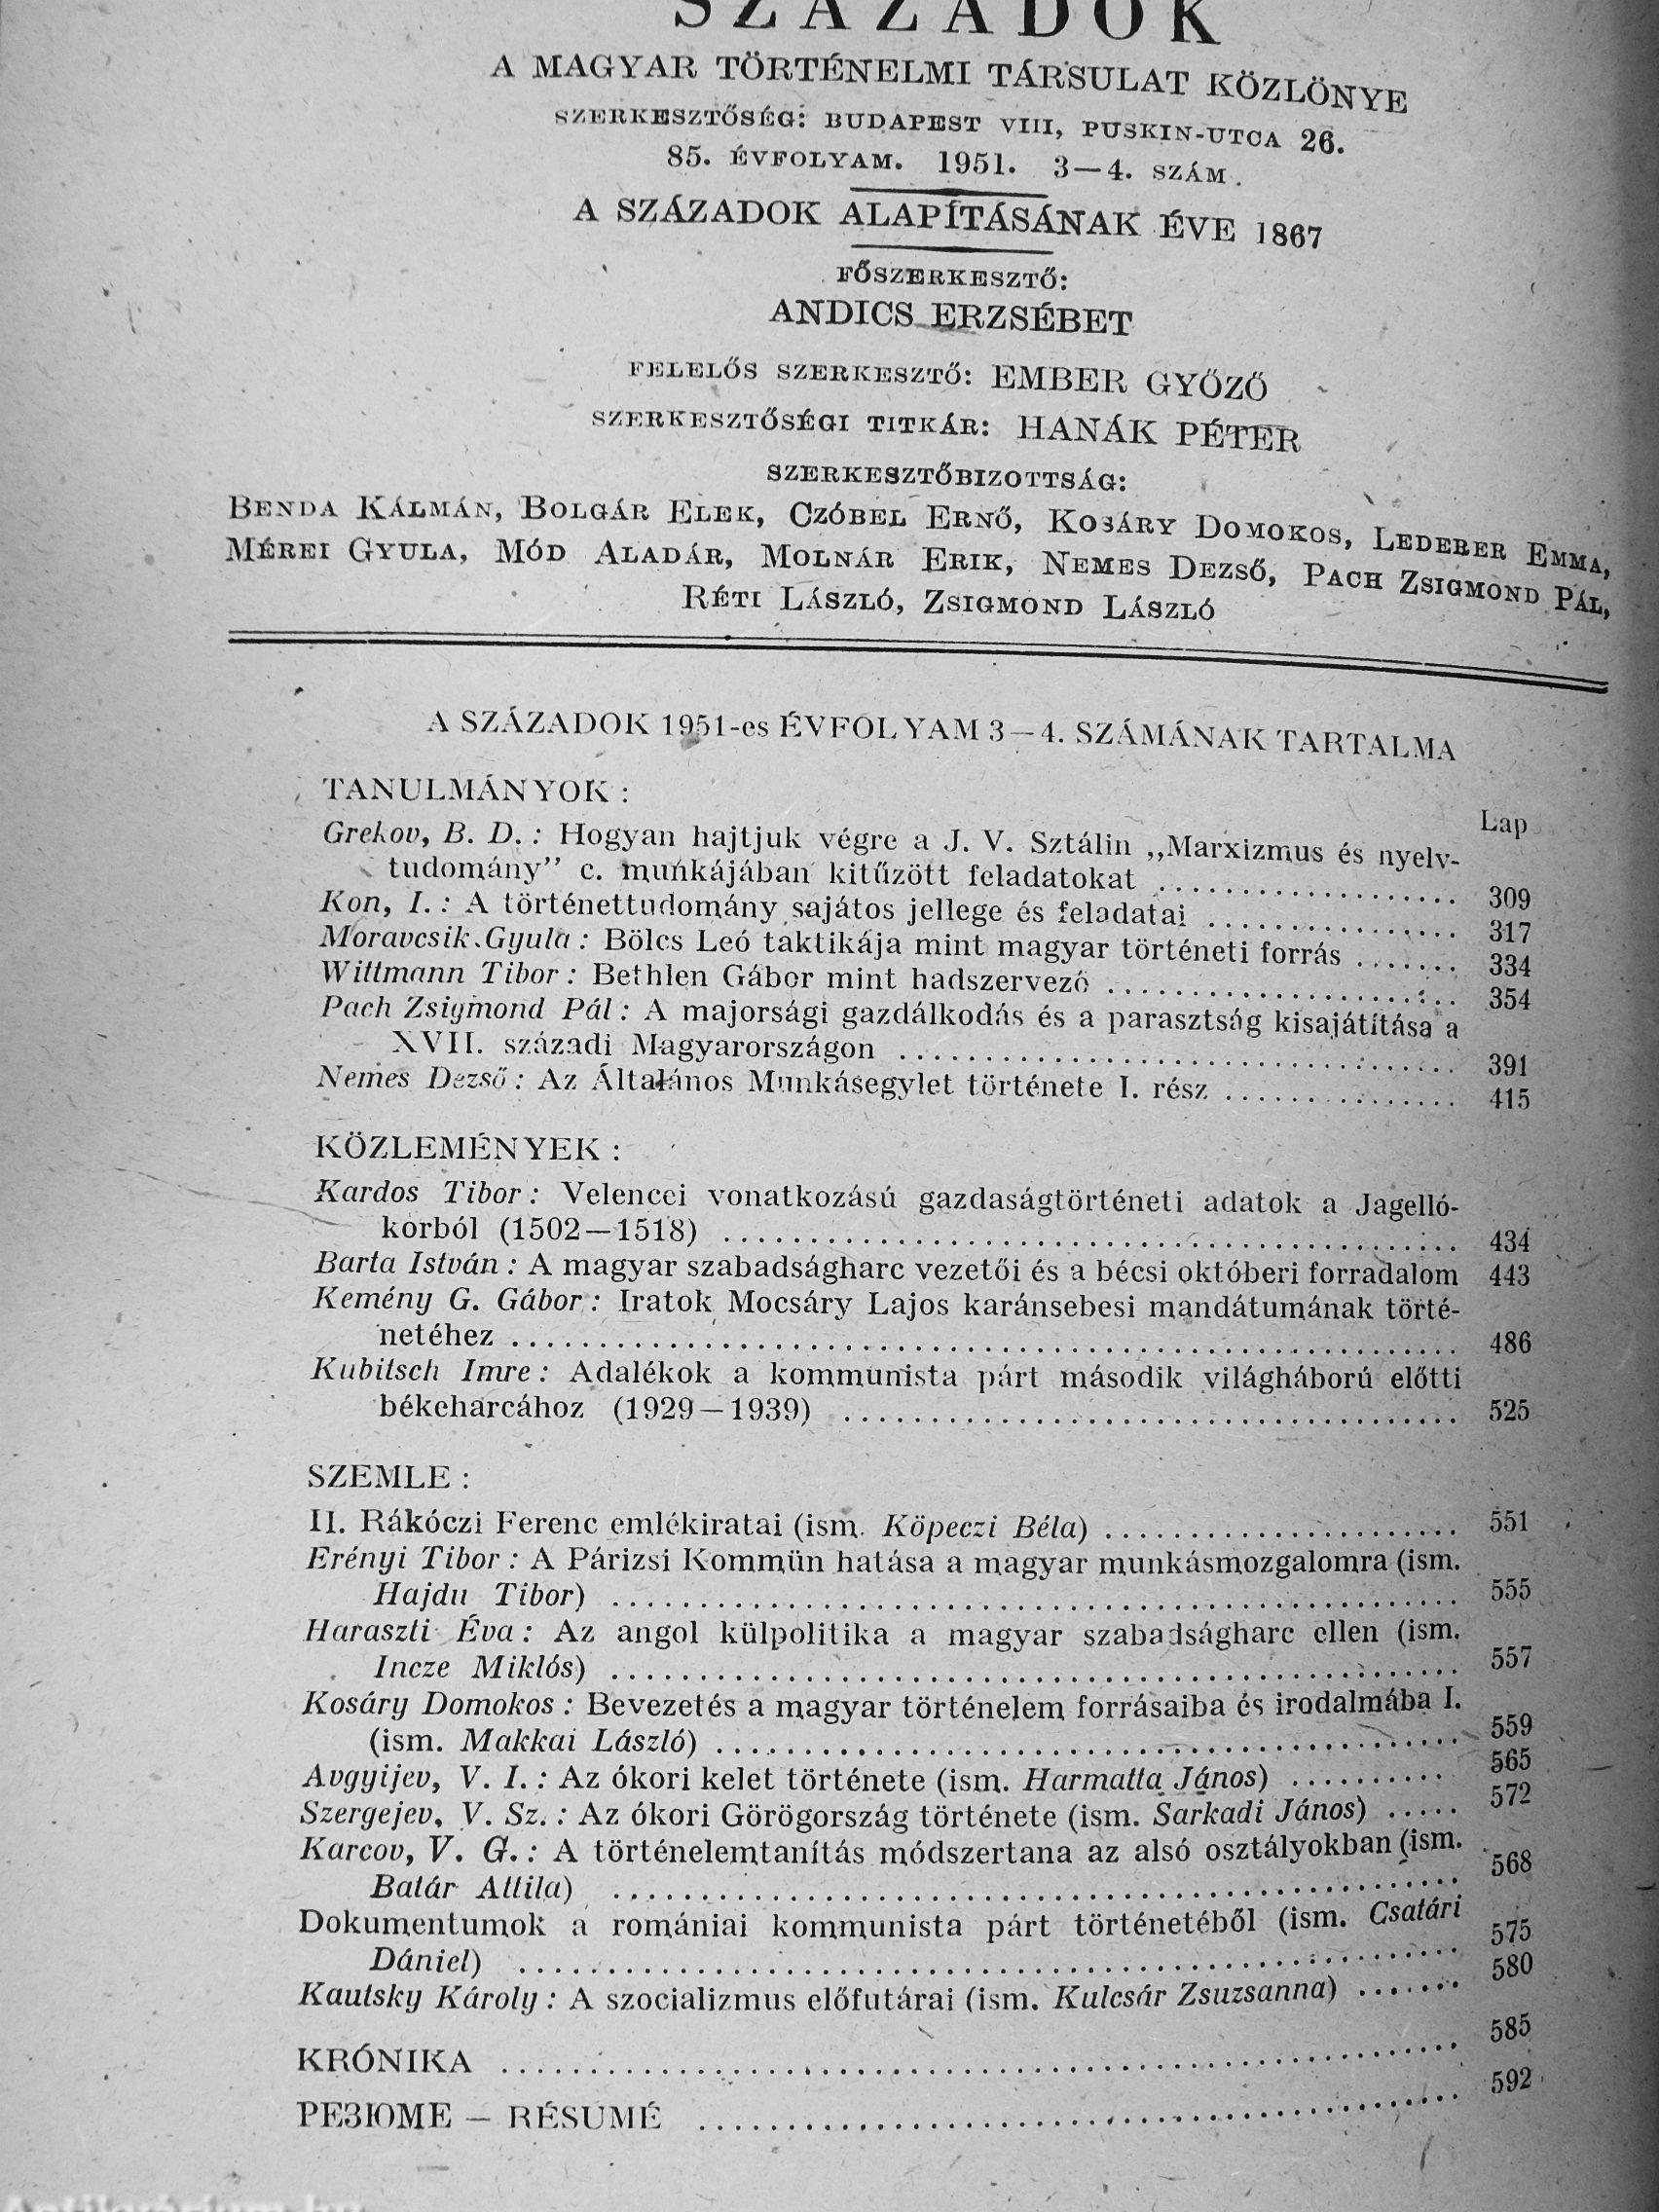 SZÁZADOK
A MAGYAR TÖRTÉNELMI TÁRSULAT KÖZLÖNYE
SZERKESZTŐSÉG: BUDAPEST VIII, PUSKIN-UTCA 26.
85. ÉVFOLYAM. 1951. 3—4. SZÁM.
A SZÁZADOK ALAPÍTÁSÁNAK ÉVE 1867
FŐSZERKESZTŐ:
ANDICS ERZSÉBET
FELELŐS SZERKESZTŐ: EMBER GYŐZŐ
SZERKESZTŐSÉGI TITKÁR: HANÁK PÉTER
SZERKESZTŐBIZOTTSÁG:
BENDA KÁLMÁN, BOLGÁR ELEK, CZÓBEL ERNŐ, KOSÁRY DOMOKOS, LEDERER EMMA,
MÉREI GYULA, MÓD ALADÁR, MOLNÁR ERIK, NEMES DEZSŐ, PACH ZSIGMOND PÁL,
RÉTI LÁSZLÓ, ZSIGMOND LÁSZLÓ
A SZÁZADOK 1951-es ÉVFOLYAM 3—4. SZÁMÁNAK TARTALMA
TANULMÁNYOK:
Lap
Grekov, B. D.: Hogyan hajtjuk végre a J. V. Sztálin „Marxizmus és nyelv-
tudomány” c. munkájában kitűzött feladatokat .................. 309
Kon, I.: A történettudomány sajátos jellege és feladatai ................ 317
Moravcsik Gyula: Bölcs Leó taktikája mint magyar történeti forrás ....... 334
Wittmann Tibor: Bethlen Gábor mint hadszervező ...................... 354
Pach Zsigmond Pál: A majorsági gazdálkodás és a parasztság kisajátítása a
XVII. századi Magyarországon .................................. 391
Nemes Dezső: Az Általános Munkásegylet története I. rész ............... 415
KÖZLEMÉNYEK:
Kardos Tibor: Velencei vonatkozású gazdaságtörténeti adatok a Jagelló-
korból (1502—1518) ........................................... 434
Barta István: A magyar szabadságharc vezetői és a bécsi októberi forradalom 443
Kemény G. Gábor: Iratok Mocsáry Lajos karánsebesi mandátumának törté-
netéhez ...................................................... 486
Kubitsch Imre: Adalékok a kommunista párt második világháború előtti
békeharcához (1929—1939) ..................................... 525
SZEMLE:
II. Rákóczi Ferenc emlékiratai (ism. Köpeczi Béla) ...................... 551
Erényi Tibor: A Párizsi Kommün hatása a magyar munkásmozgalomra (ism.
Hajdu Tibor) ................................................. 555
Haraszti Éva: Az angol külpolitika a magyar szabadságharc ellen (ism.
Incze Miklós) ................................................ 557
Kosáry Domokos: Bevezetés a magyar történelem forrásaiba és irodalmába I.
(ism. Makkai László) ......................................... 559
Avgyijev, V. I.: Az ókori kelet története (ism. Harmatta János) .......... 565
Szergejev, V. Sz.: Az ókori Görögország története (ism. Sarkadi János) ..... 572
Karcov, V. G.: A történelemtanítás módszertana az alsó osztályokban (ism.
Batár Attila) ................................................ 568
Dokumentumok a romániai kommunista párt történetéből (ism. Csatári
Dániel) ...................................................... 575
Kautsky Károly: A szocializmus előfutárai (ism. Kulcsár Zsuzsanna) ....... 580
KRÓNIKA ...................................................... 585
РЕЗЮМЕ — RÉSUMÉ .............................................. 592